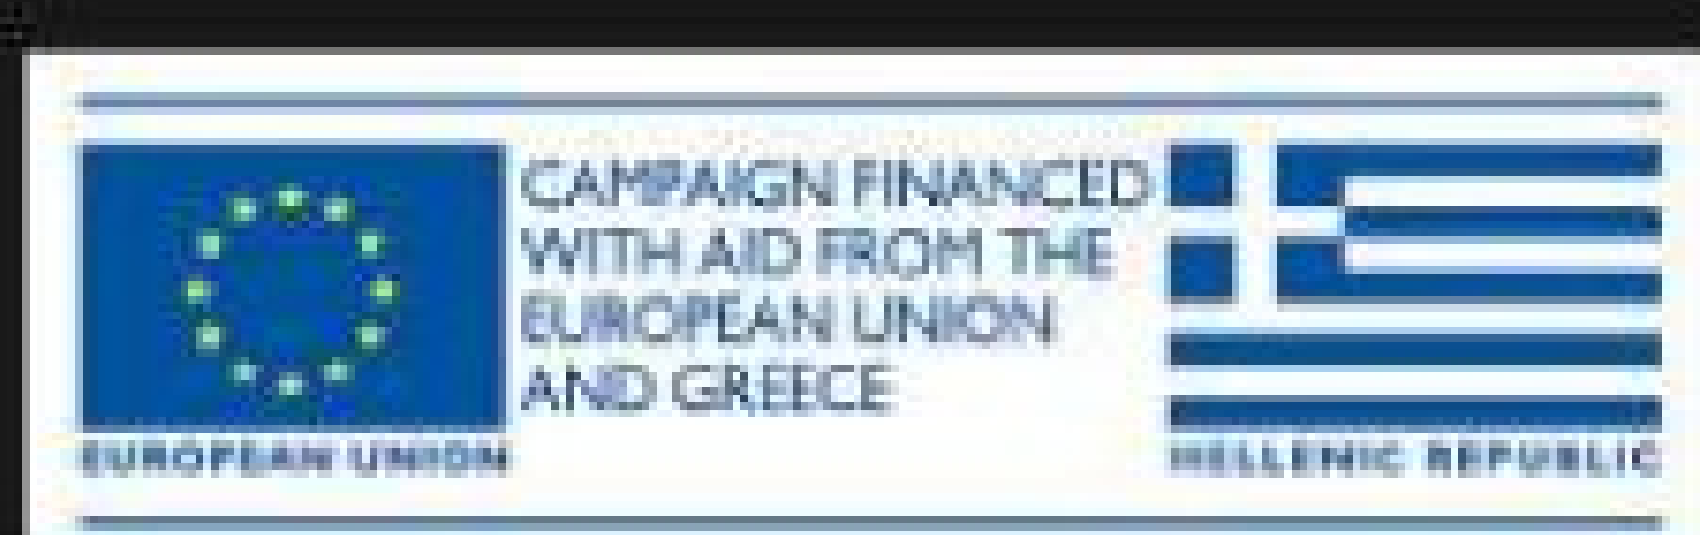 CAMPAIGN FINANCED
WITH AID FROM THE
EUROPEAN UNION
AND GREECE
EUROPEAN UNION
HELLENIC REPUBLIC